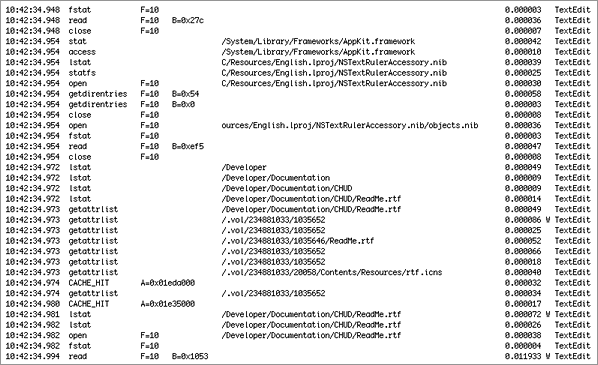 10:42:34.948 fstat F=10 0.000003 TextEdit
10:42:34.948 read F=10 B=0x27c 0.000036 TextEdit
10:42:34.948 close F=10 0.000007 TextEdit
10:42:34.954 stat /System/Library/Frameworks/AppKit.framework 0.000042 TextEdit
10:42:34.954 access /System/Library/Frameworks/AppKit.framework 0.000010 TextEdit
10:42:34.954 lstat C/Resources/English.lproj/NSTextRulerAccessory.nib 0.000039 TextEdit
10:42:34.954 statfs C/Resources/English.lproj/NSTextRulerAccessory.nib 0.000025 TextEdit
10:42:34.954 open F=10 C/Resources/English.lproj/NSTextRulerAccessory.nib 0.000030 TextEdit
10:42:34.954 getdirentries F=10 B=0x54 0.000058 TextEdit
10:42:34.954 getdirentries F=10 B=0x0 0.000003 TextEdit
10:42:34.954 close F=10 0.000008 TextEdit
10:42:34.954 open F=10 ources/English.lproj/NSTextRulerAccessory.nib/objects.nib 0.000036 TextEdit
10:42:34.954 fstat F=10 0.000003 TextEdit
10:42:34.954 read F=10 B=0xef5 0.000047 TextEdit
10:42:34.954 close F=10 0.000008 TextEdit
10:42:34.972 lstat /Developer 0.000049 TextEdit
10:42:34.972 lstat /Developer/Documentation 0.000009 TextEdit
10:42:34.972 lstat /Developer/Documentation/CHUD 0.000009 TextEdit
10:42:34.972 lstat /Developer/Documentation/CHUD/ReadMe.rtf 0.000014 TextEdit
10:42:34.973 getattrlist /Developer/Documentation/CHUD/ReadMe.rtf 0.000049 TextEdit
10:42:34.973 getattrlist /.vol/234881033/1035652 0.000086 W TextEdit
10:42:34.973 getattrlist /.vol/234881033/1035652 0.000025 TextEdit
10:42:34.973 getattrlist /.vol/234881033/1035646/ReadMe.rtf 0.000052 TextEdit
10:42:34.973 getattrlist /.vol/234881033/1035652 0.000066 TextEdit
10:42:34.973 getattrlist /.vol/234881033/1035652 0.000018 TextEdit
10:42:34.973 getattrlist /.vol/234881033/20058/Contents/Resources/rtf.icns 0.000040 TextEdit
10:42:34.974 CACHE_HIT A=0x01eda000 0.000032 TextEdit
10:42:34.974 getattrlist /.vol/234881033/1035652 0.000034 TextEdit
10:42:34.980 CACHE_HIT A=0x01e35000 0.000017 TextEdit
10:42:34.981 lstat /Developer/Documentation/CHUD/ReadMe.rtf 0.000072 W TextEdit
10:42:34.982 lstat /Developer/Documentation/CHUD/ReadMe.rtf 0.000026 TextEdit
10:42:34.982 open F=10 /Developer/Documentation/CHUD/ReadMe.rtf 0.000038 TextEdit
10:42:34.982 fstat F=10 0.000004 TextEdit
10:42:34.994 read F=10 B=0x1053 0.011933 W TextEdit